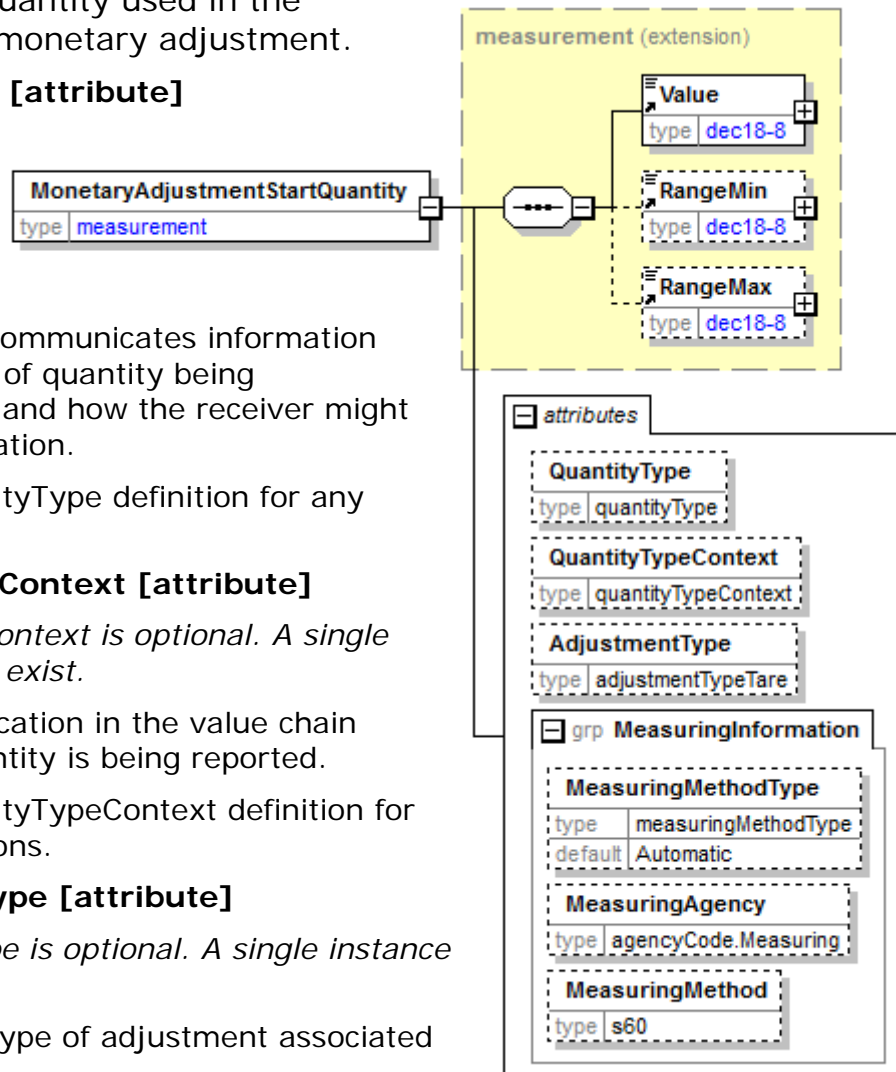 uantity used in the
monetary adjustment.
[attribute]
ommunicates information
of quantity being
and how the receiver might
ation.
tyType definition for any
Context [attribute]
ontext is optional. A single
exist.
cation in the value chain
ntity is being reported.
tyTypeContext definition for
ons.
ype [attribute]
pe is optional. A single instance
ype of adjustment associated
MonetaryAdjustmentStartQuantity
type measurement
measurement (extension)
Value
type dec18-8
RangeMin
type dec18-8
RangeMax
type dec18-8
attributes
QuantityType
type quantityType
QuantityTypeContext
type quantityTypeContext
AdjustmentType
type adjustmentTypeTare
grp MeasuringInformation
MeasuringMethodType
type measuringMethodType
default Automatic
MeasuringAgency
type agencyCode.Measuring
MeasuringMethod
type s60